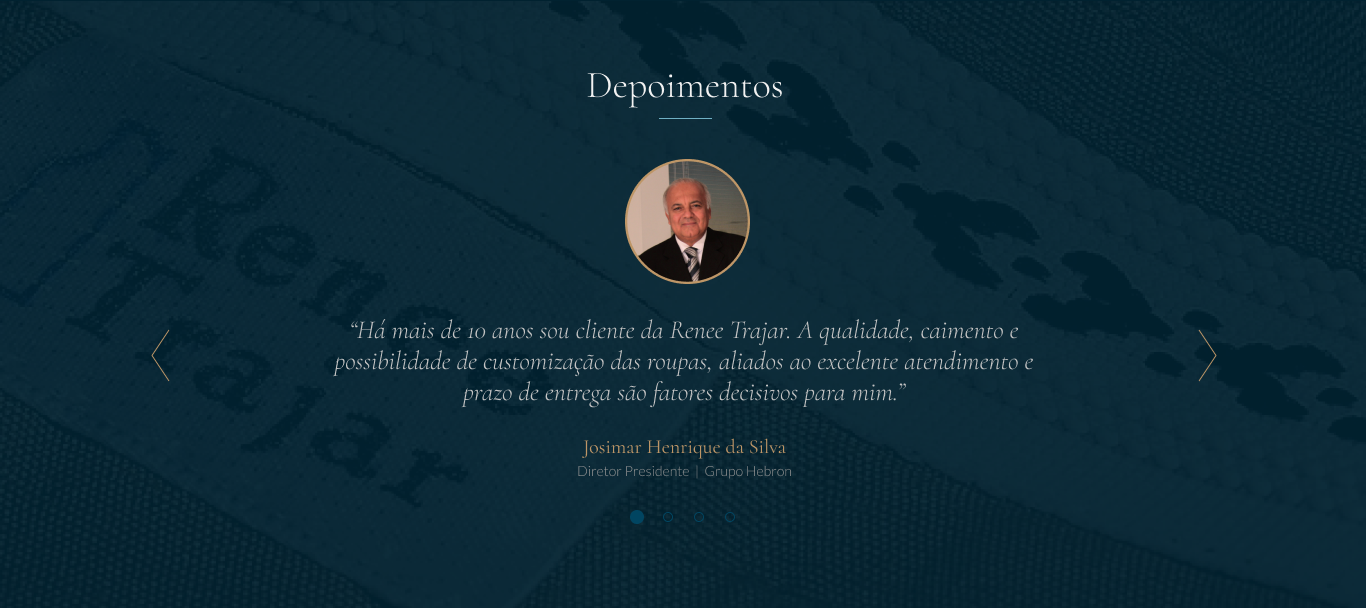 Depoimentos
Renee
Trajar
“Há mais de 10 anos sou cliente da Renee Trajar. A qualidade, caimento e
possibilidade de customização das roupas, aliados ao excelente atendimento e
prazo de entrega são fatores decisivos para mim.”
Josimar Henrique da Silva
Diretor Presidente | Grupo Hebron